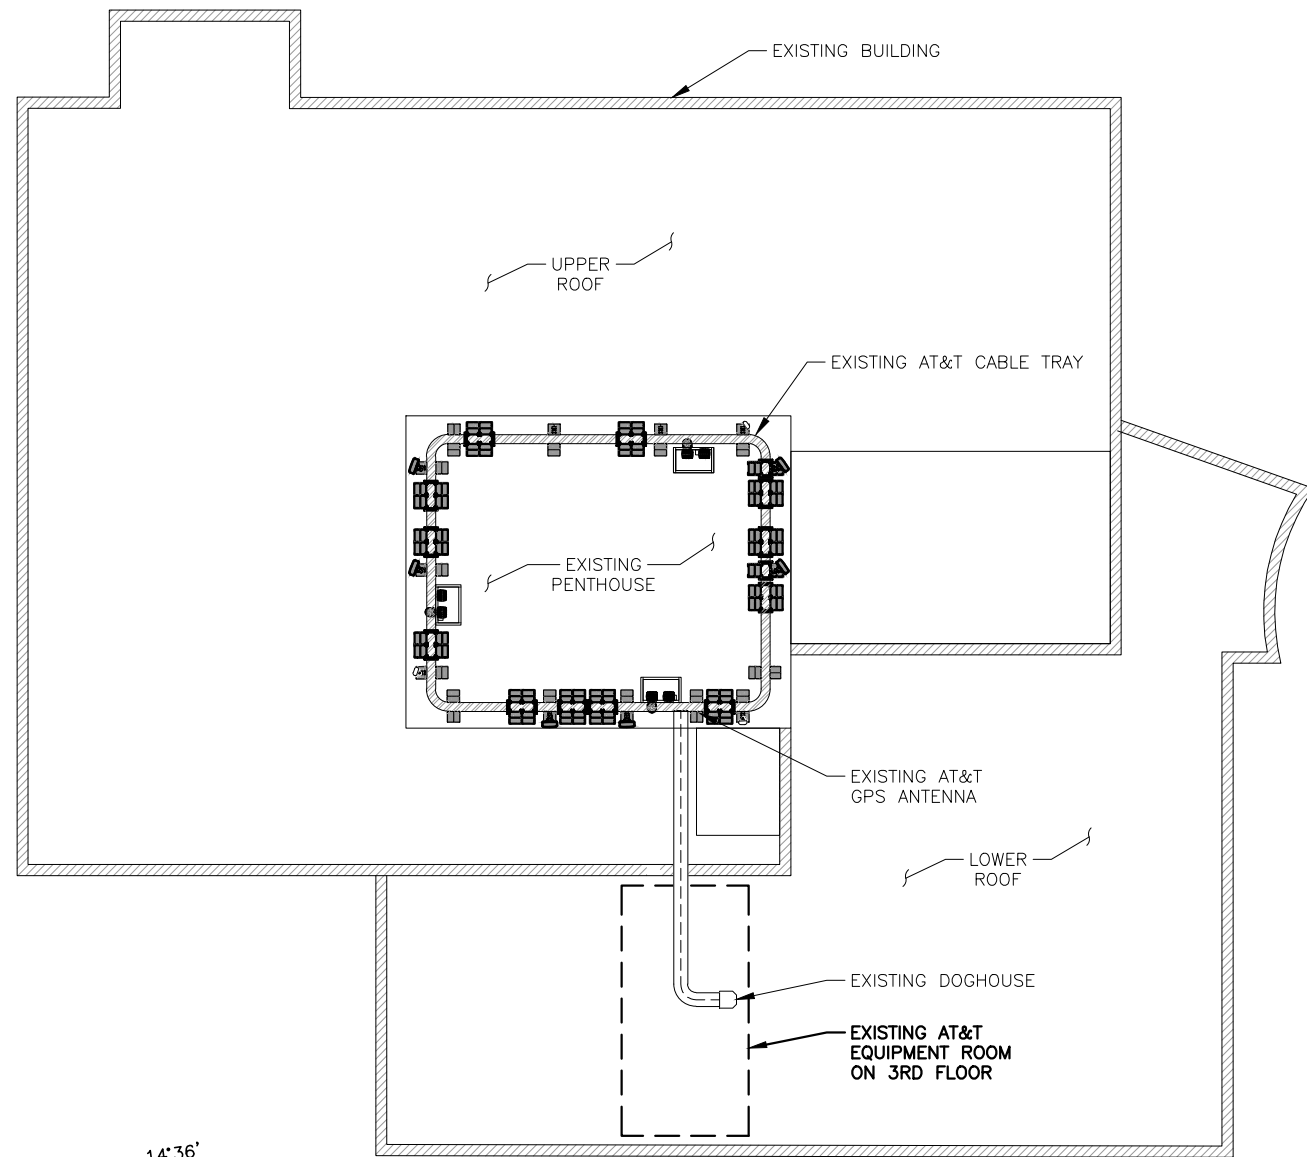 EXISTING BUILDING
UPPER
ROOF
EXISTING AT&T CABLE TRAY
EXISTING
PENTHOUSE
EXISTING AT&T
GPS ANTENNA
LOWER
ROOF
EXISTING DOGHOUSE
EXISTING AT&T
EQUIPMENT ROOM
ON 3RD FLOOR
14°36'